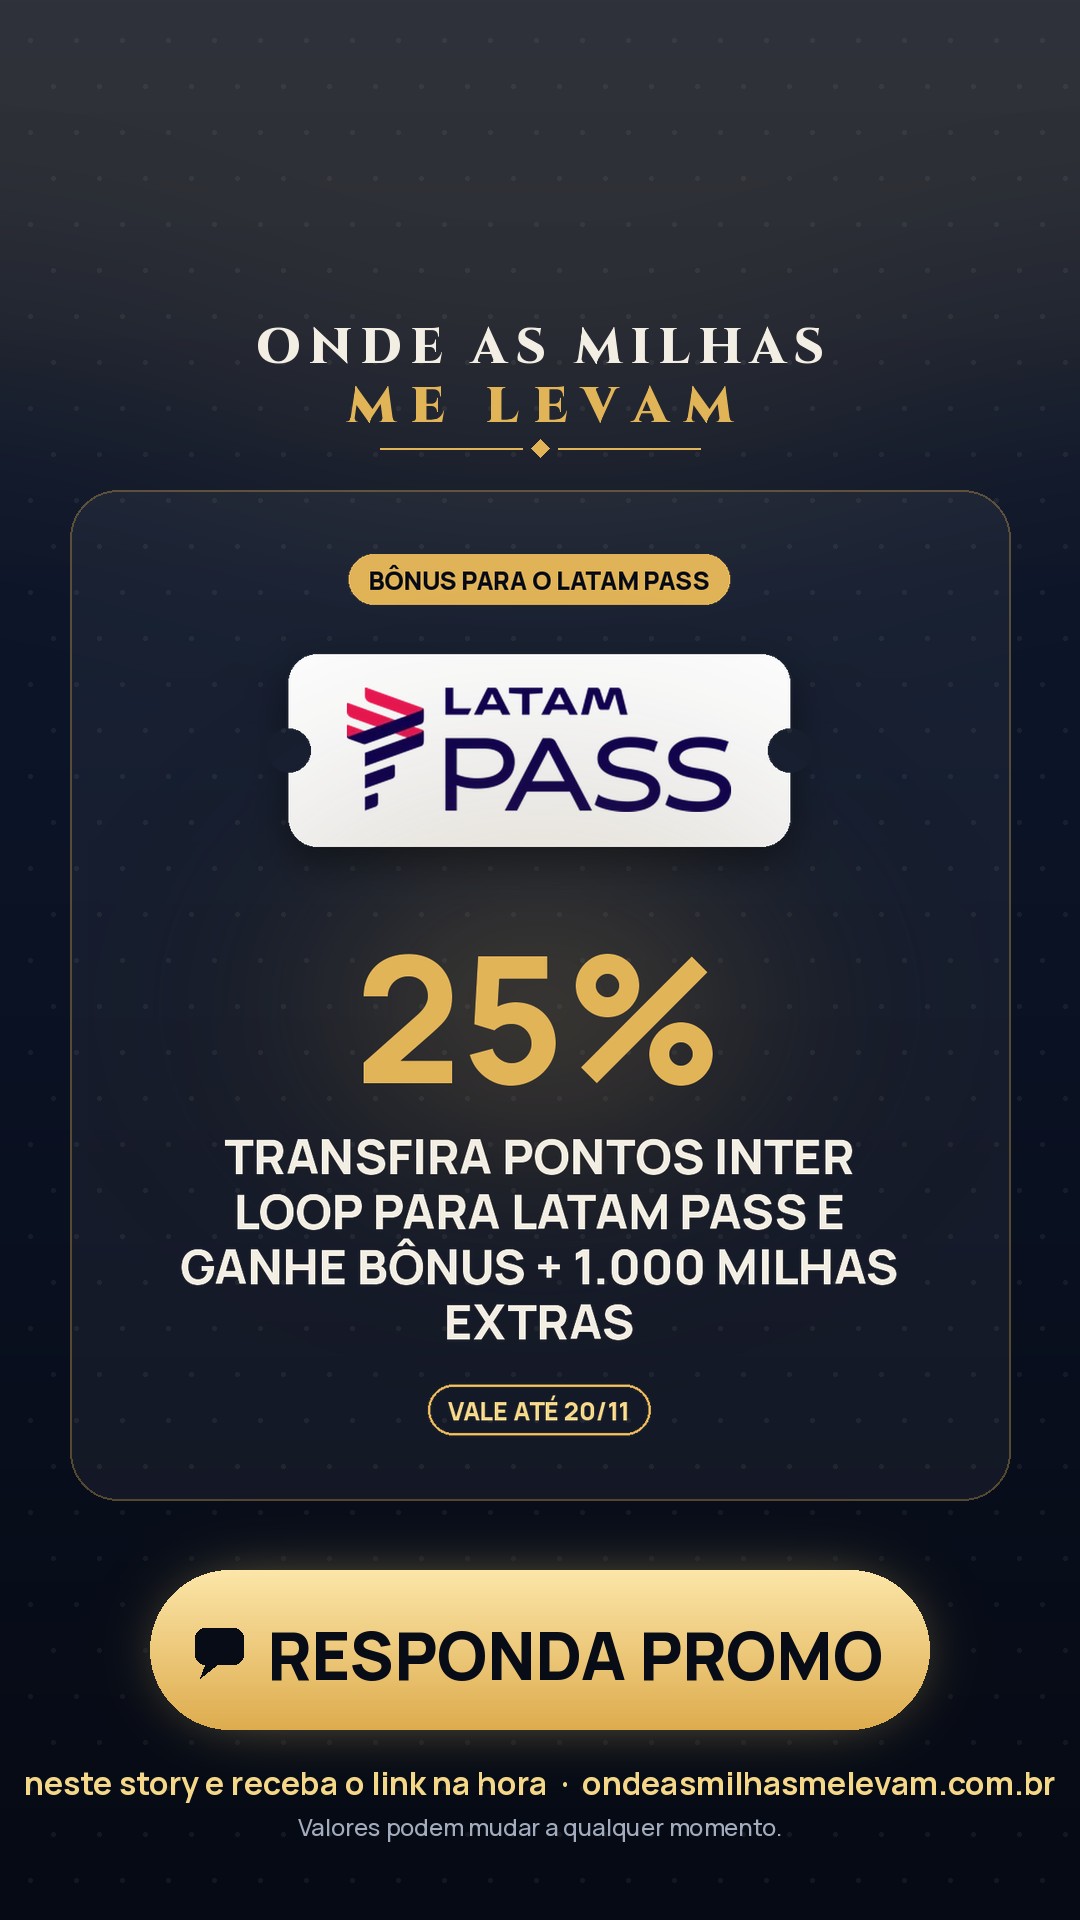 ONDE AS MILHAS
ME LEVAM
BÔNUS PARA O LATAM PASS
LATAM
PASS
25%
TRANSFIRA PONTOS INTER
LOOP PARA LATAM PASS E
GANHE BÔNUS + 1.000 MILHAS
EXTRAS
VALE ATÉ 20/11
RESPONDA PROMO
neste story e receba o link na hora · ondeasmilhasmelevam.com.br
Valores podem mudar a qualquer momento.